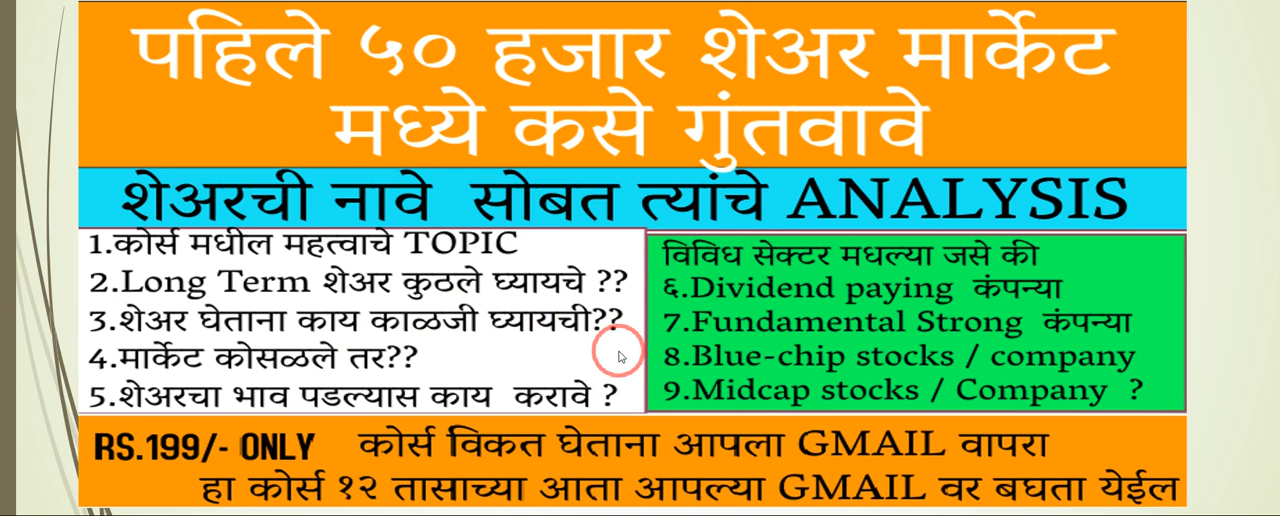 पहिले ५० हजार शेअर मार्केट
मध्ये कसे गुंतवावे
शेअरची नावे सोबत त्यांचे ANALYSIS
1.कोर्स मधील महत्वाचे TOPIC
2.Long Term शेअर कुठले घ्यायचे ??
3.शेअर घेताना काय काळजी घ्यायची??
4.मार्केट कोसळले तर??
5.शेअरचा भाव पडल्यास काय करावे ?
विविध सेक्टर मधल्या जसे की
६.Dividend paying कंपन्या
7.Fundamental Strong कंपन्या
8.Blue-chip stocks / company
9.Midcap stocks / Company ?
RS.199/- ONLY कोर्स विकत घेताना आपला GMAIL वापरा
हा कोर्स १२ तासाच्या आता आपल्या GMAIL वर बघता येईल